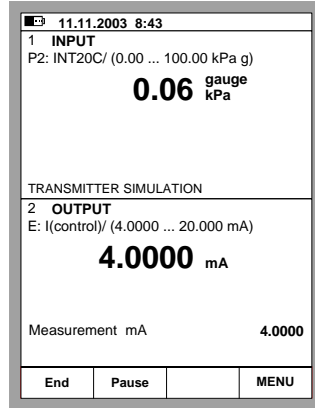 11.11.2003 8:43
1 INPUT
P2: INT20C/ (0.00 ... 100.00 kPa g)
0.06 gauge kPa
TRANSMITTER SIMULATION
2 OUTPUT
E: I(control)/ (4.0000 ... 20.000 mA)
4.0000 mA
Measurement mA 4.0000
End Pause MENU